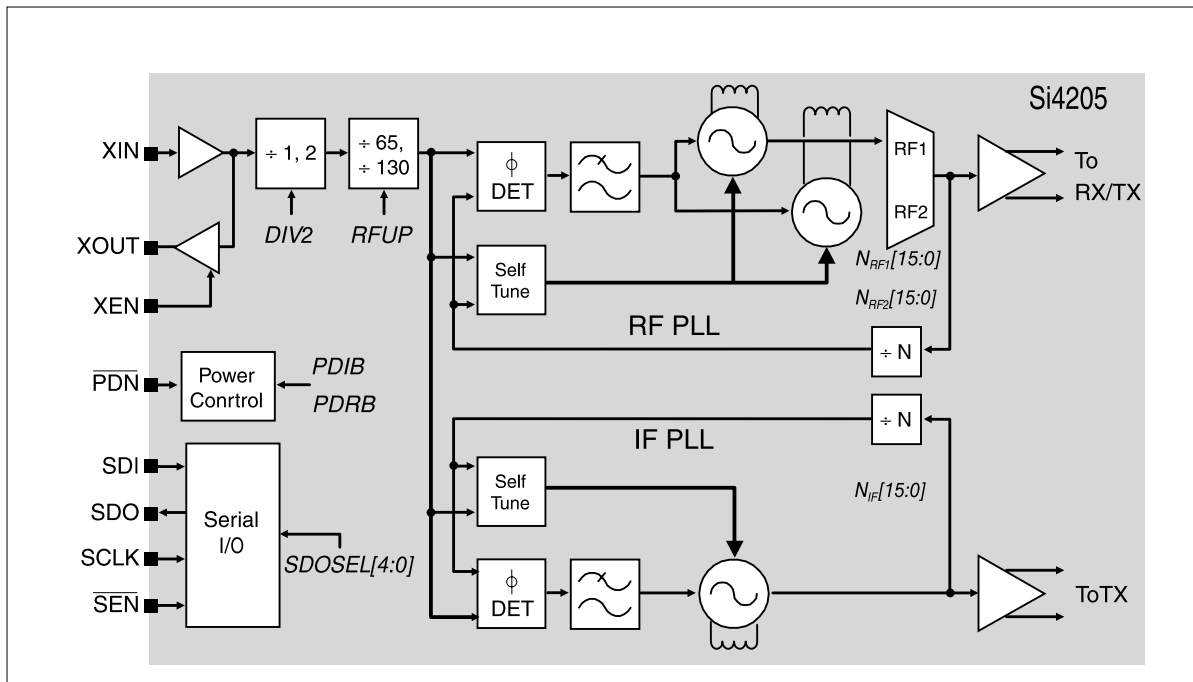 Si4205
XIN
÷ 1, 2
÷ 65,
÷ 130
ϕ
DET
RF1
RF2
To
RX/TX
XOUT
DIV2
RFUP
Self
Tune
N_RF1[15:0]
XEN
N_RF2[15:0]
RF PLL
÷ N
PDN
Power
Conrtrol
PDIB
PDRB
÷ N
IF PLL
SDI
Self
Tune
N_IF[15:0]
SDO
Serial
I/O
SCLK
SDOSEL[4:0]
SEN
ϕ
DET
ToTX